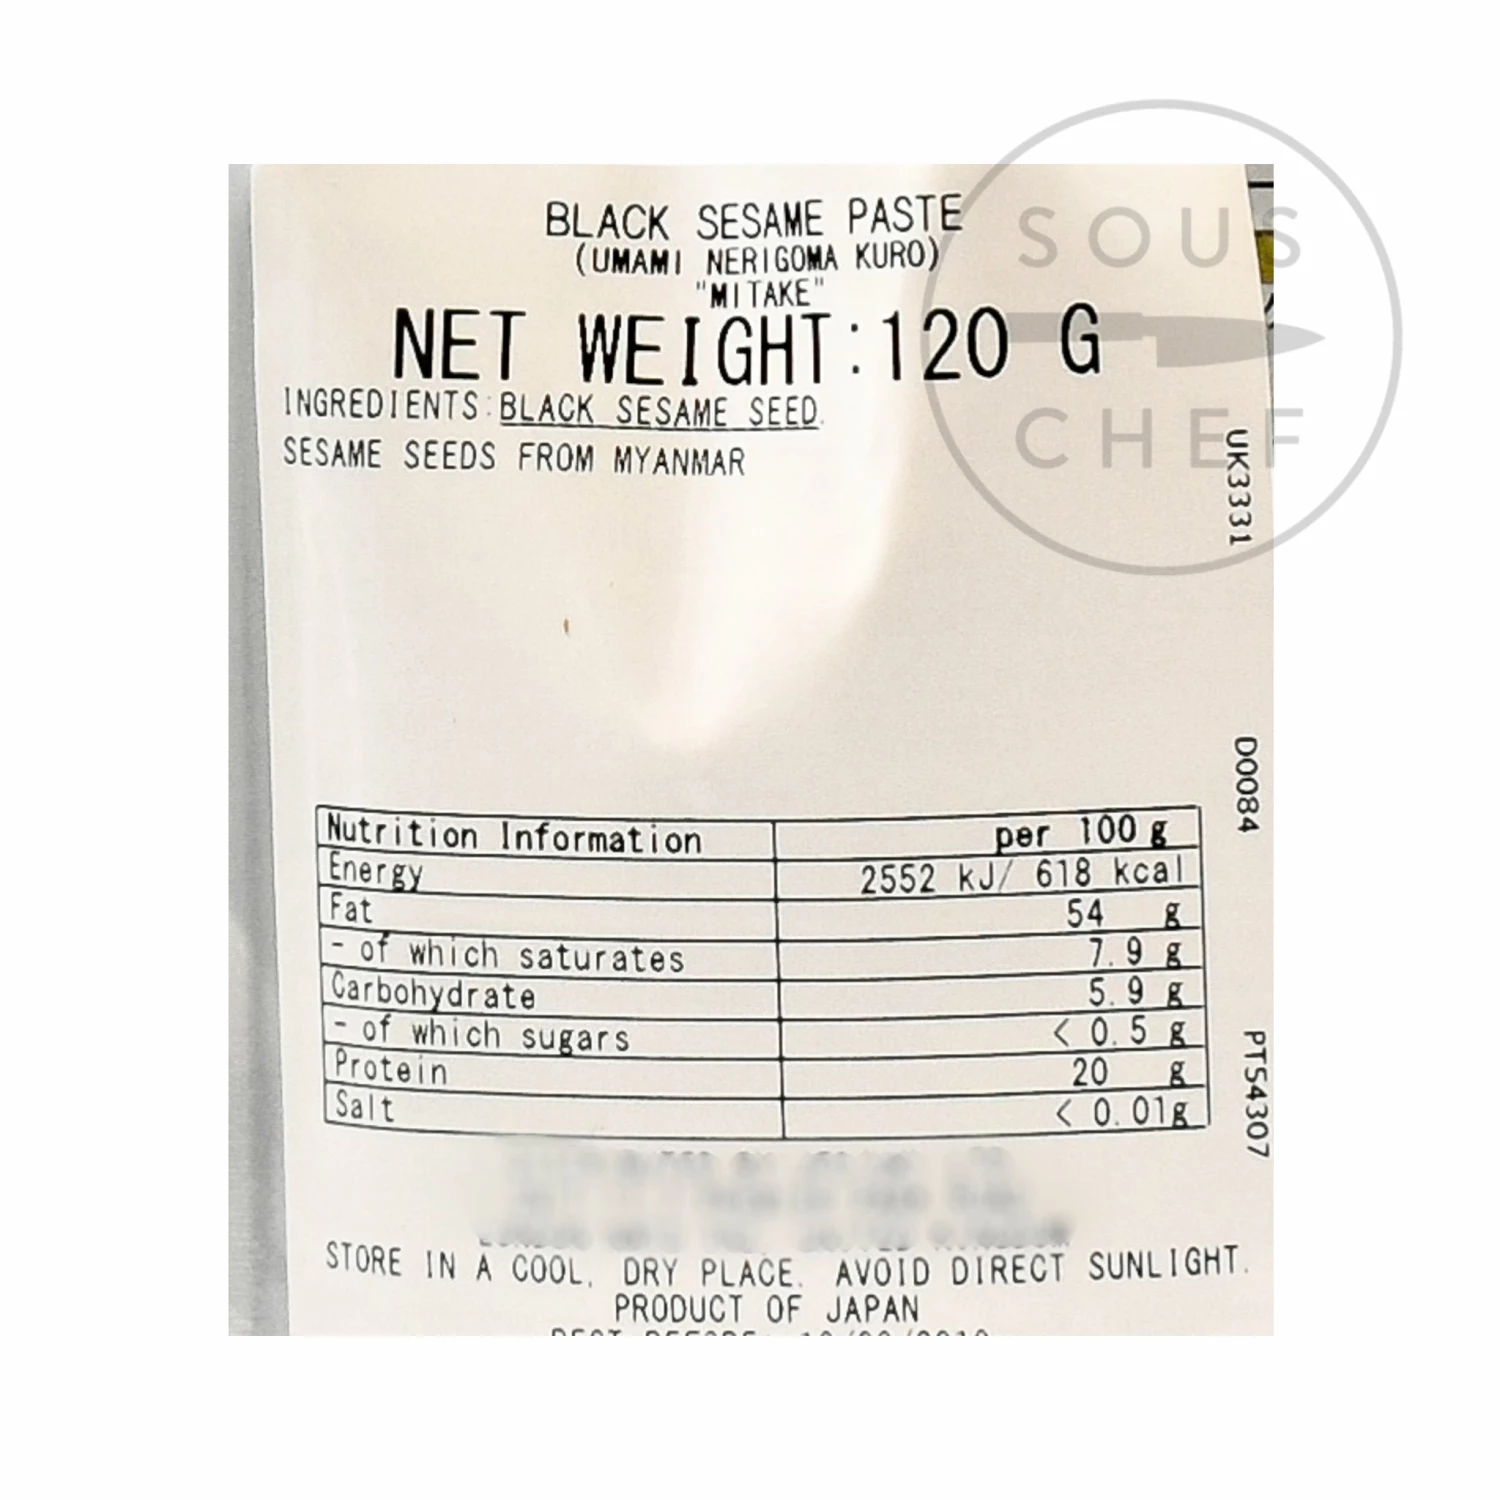 SOUS
CHEF
BLACK SESAME PASTE
(UMAMI NERIGOMA KURO)
"MITAKE"
NET WEIGHT:120 G
INGREDIENTS:BLACK SESAME SEED.
SESAME SEEDS FROM MYANMAR
UK3331
D0084
PT54307
Nutrition Information per 100 g
Energy 2552 kJ/ 618 kcal
Fat 54 g
- of which saturates 7.9 g
Carbohydrate 5.9 g
- of which sugars < 0.5 g
Protein 20 g
Salt < 0.01g
STORE IN A COOL, DRY PLACE. AVOID DIRECT SUNLIGHT.
PRODUCT OF JAPAN